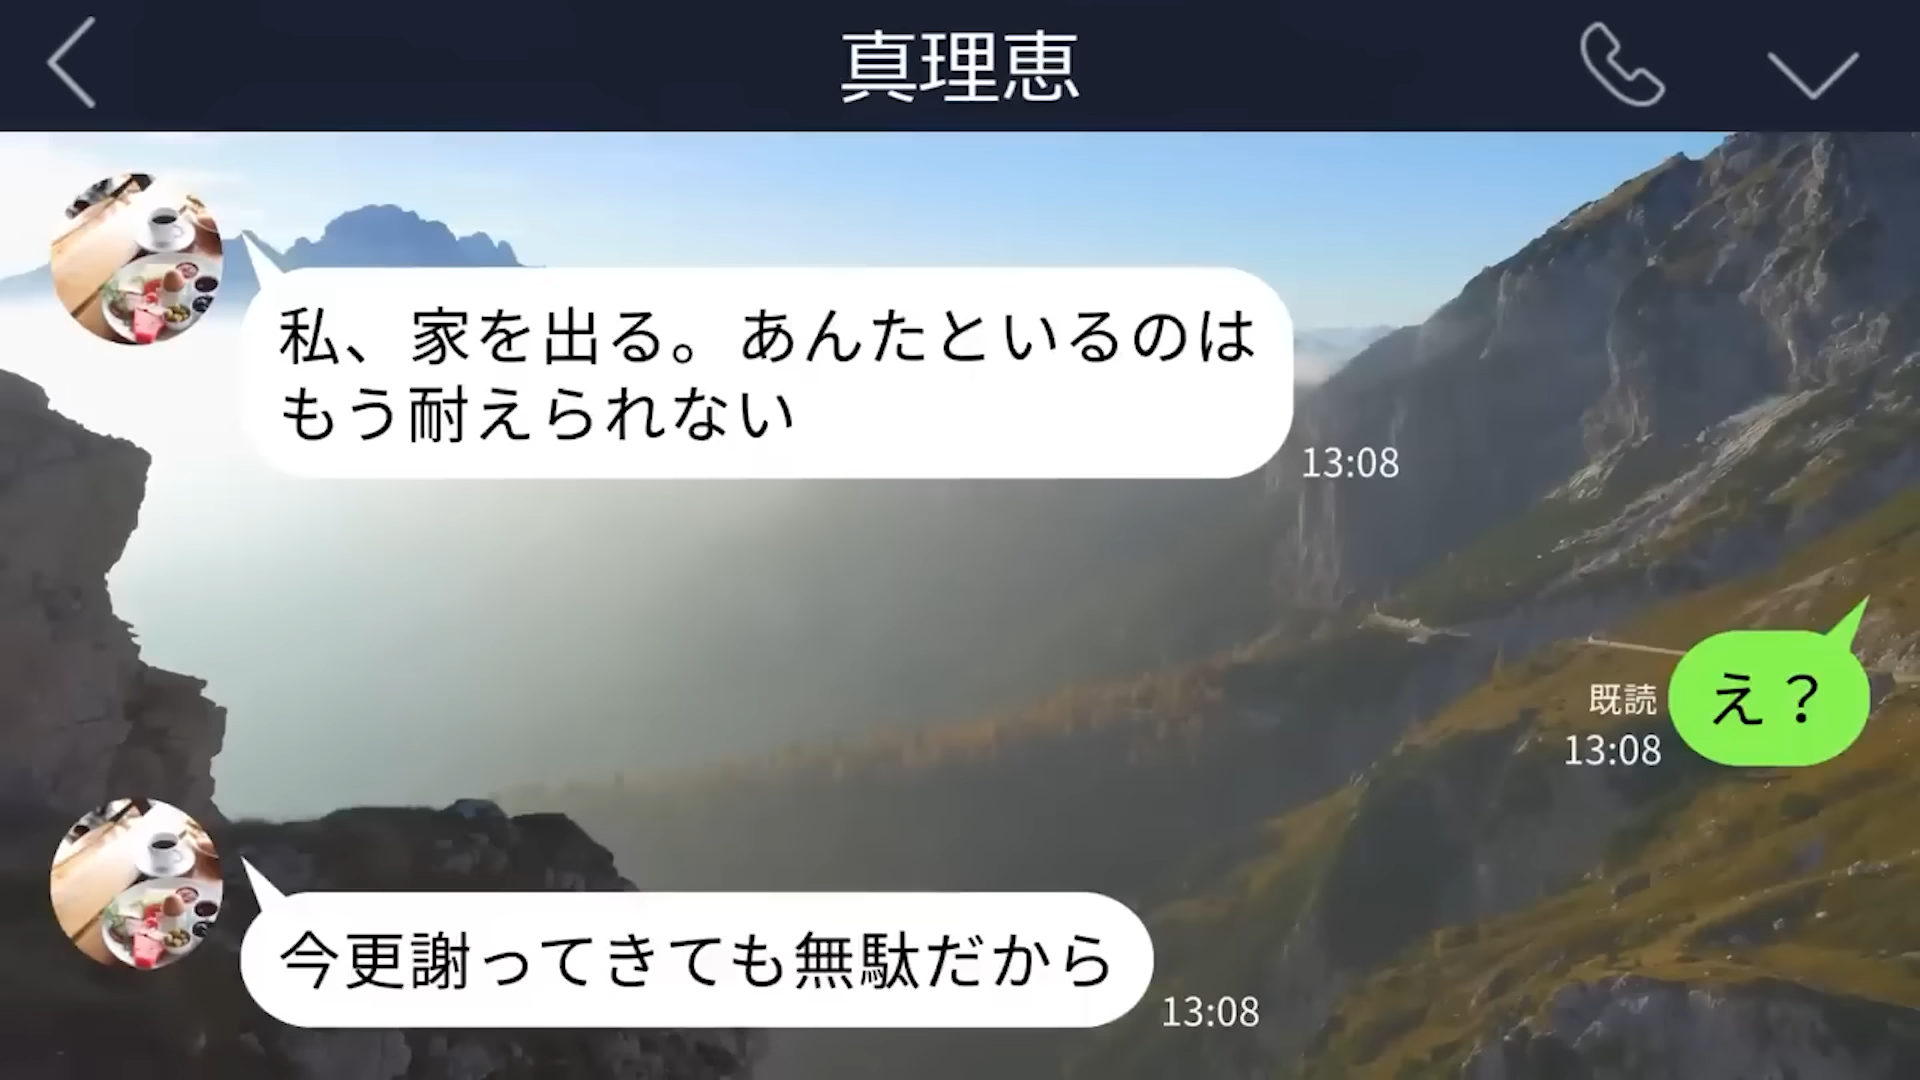 真理恵
私、家を出る。あんたといるのは
もう耐えられない
13:08
え？
既読
13:08
今更謝ってきても無駄だから
13:08